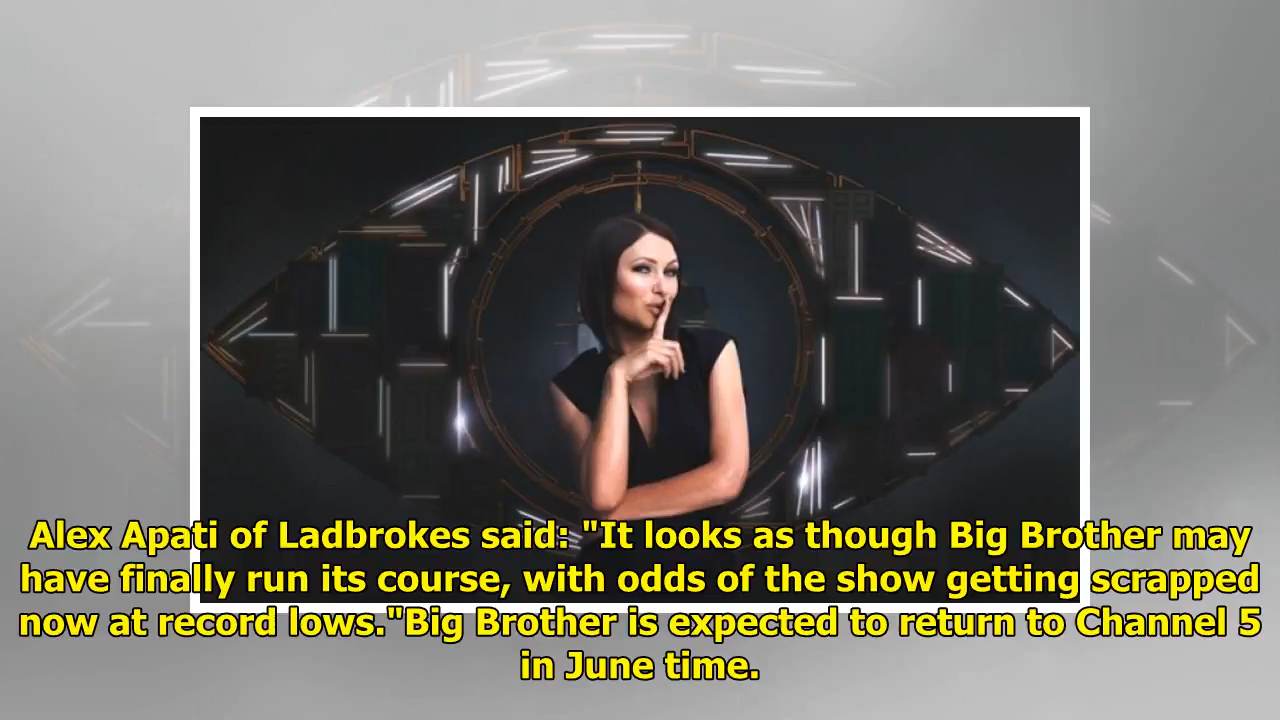 Alex Apati of Ladbrokes said: "It looks as though Big Brother may
have finally run its course, with odds of the show getting scrapped
now at record lows."Big Brother is expected to return to Channel 5
in June time.